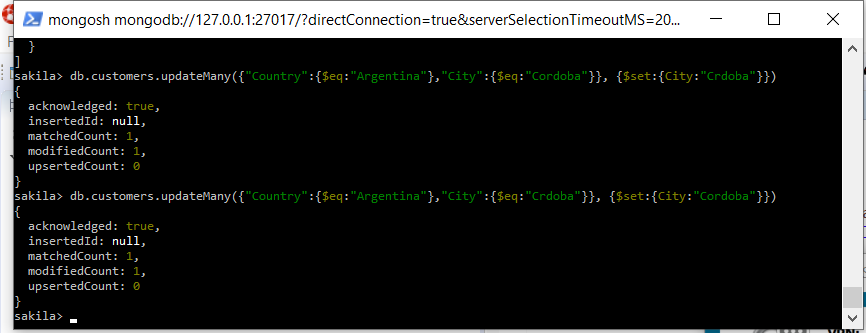 mongosh mongodb://127.0.0.1:27017/?directConnection=true&serverSelectionTimeoutMS=20...
}
]
sakila> db.customers.updateMany({"Country":{$eq:"Argentina"},"City":{$eq:"Cordoba"}}, {$set:{City:"Crdoba"}})
{
acknowledged: true,
insertedId: null,
matchedCount: 1,
modifiedCount: 1,
upsertedCount: 0
}
sakila> db.customers.updateMany({"Country":{$eq:"Argentina"},"City":{$eq:"Crdoba"}}, {$set:{City:"Cordoba"}})
{
acknowledged: true,
insertedId: null,
matchedCount: 1,
modifiedCount: 1,
upsertedCount: 0
}
sakila>